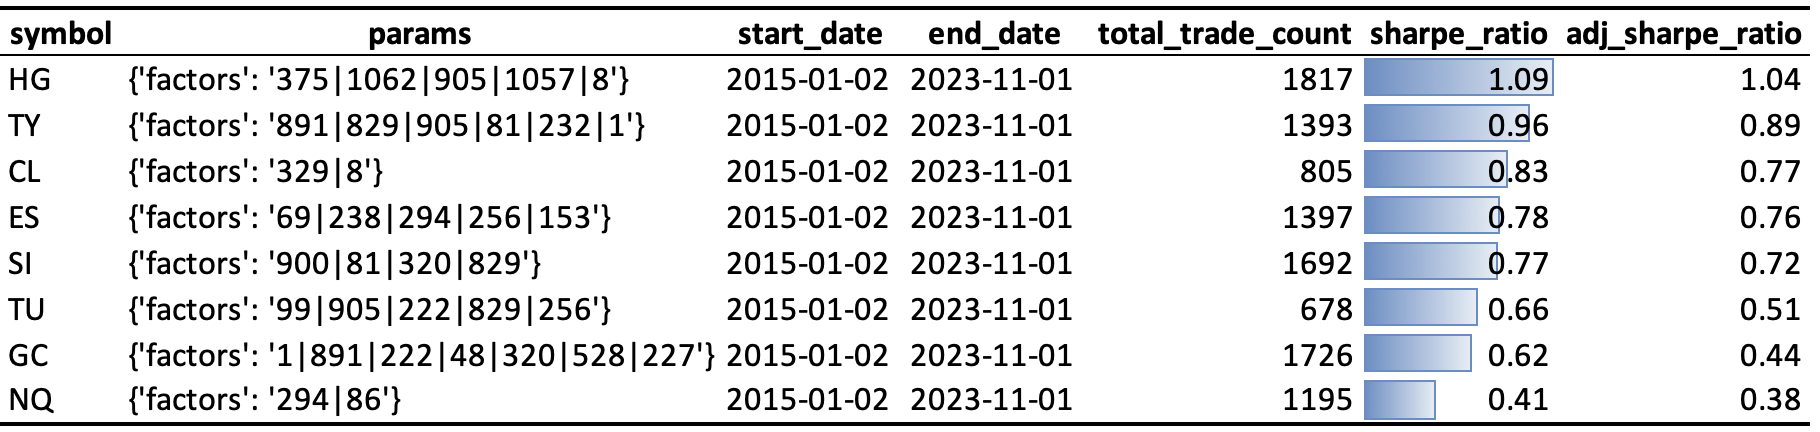 symbol params start_date end_date total_trade_count sharpe_ratio adj_sharpe_ratio
HG {'factors': '375|1062|905|1057|8'} 2015-01-02 2023-11-01 1817 1.09 1.04
TY {'factors': '891|829|905|81|232|1'} 2015-01-02 2023-11-01 1393 0.96 0.89
CL {'factors': '329|8'} 2015-01-02 2023-11-01 805 0.83 0.77
ES {'factors': '69|238|294|256|153'} 2015-01-02 2023-11-01 1397 0.78 0.76
SI {'factors': '900|81|320|829'} 2015-01-02 2023-11-01 1692 0.77 0.72
TU {'factors': '99|905|222|829|256'} 2015-01-02 2023-11-01 678 0.66 0.51
GC {'factors': '1|891|222|48|320|528|227'} 2015-01-02 2023-11-01 1726 0.62 0.44
NQ {'factors': '294|86'} 2015-01-02 2023-11-01 1195 0.41 0.38